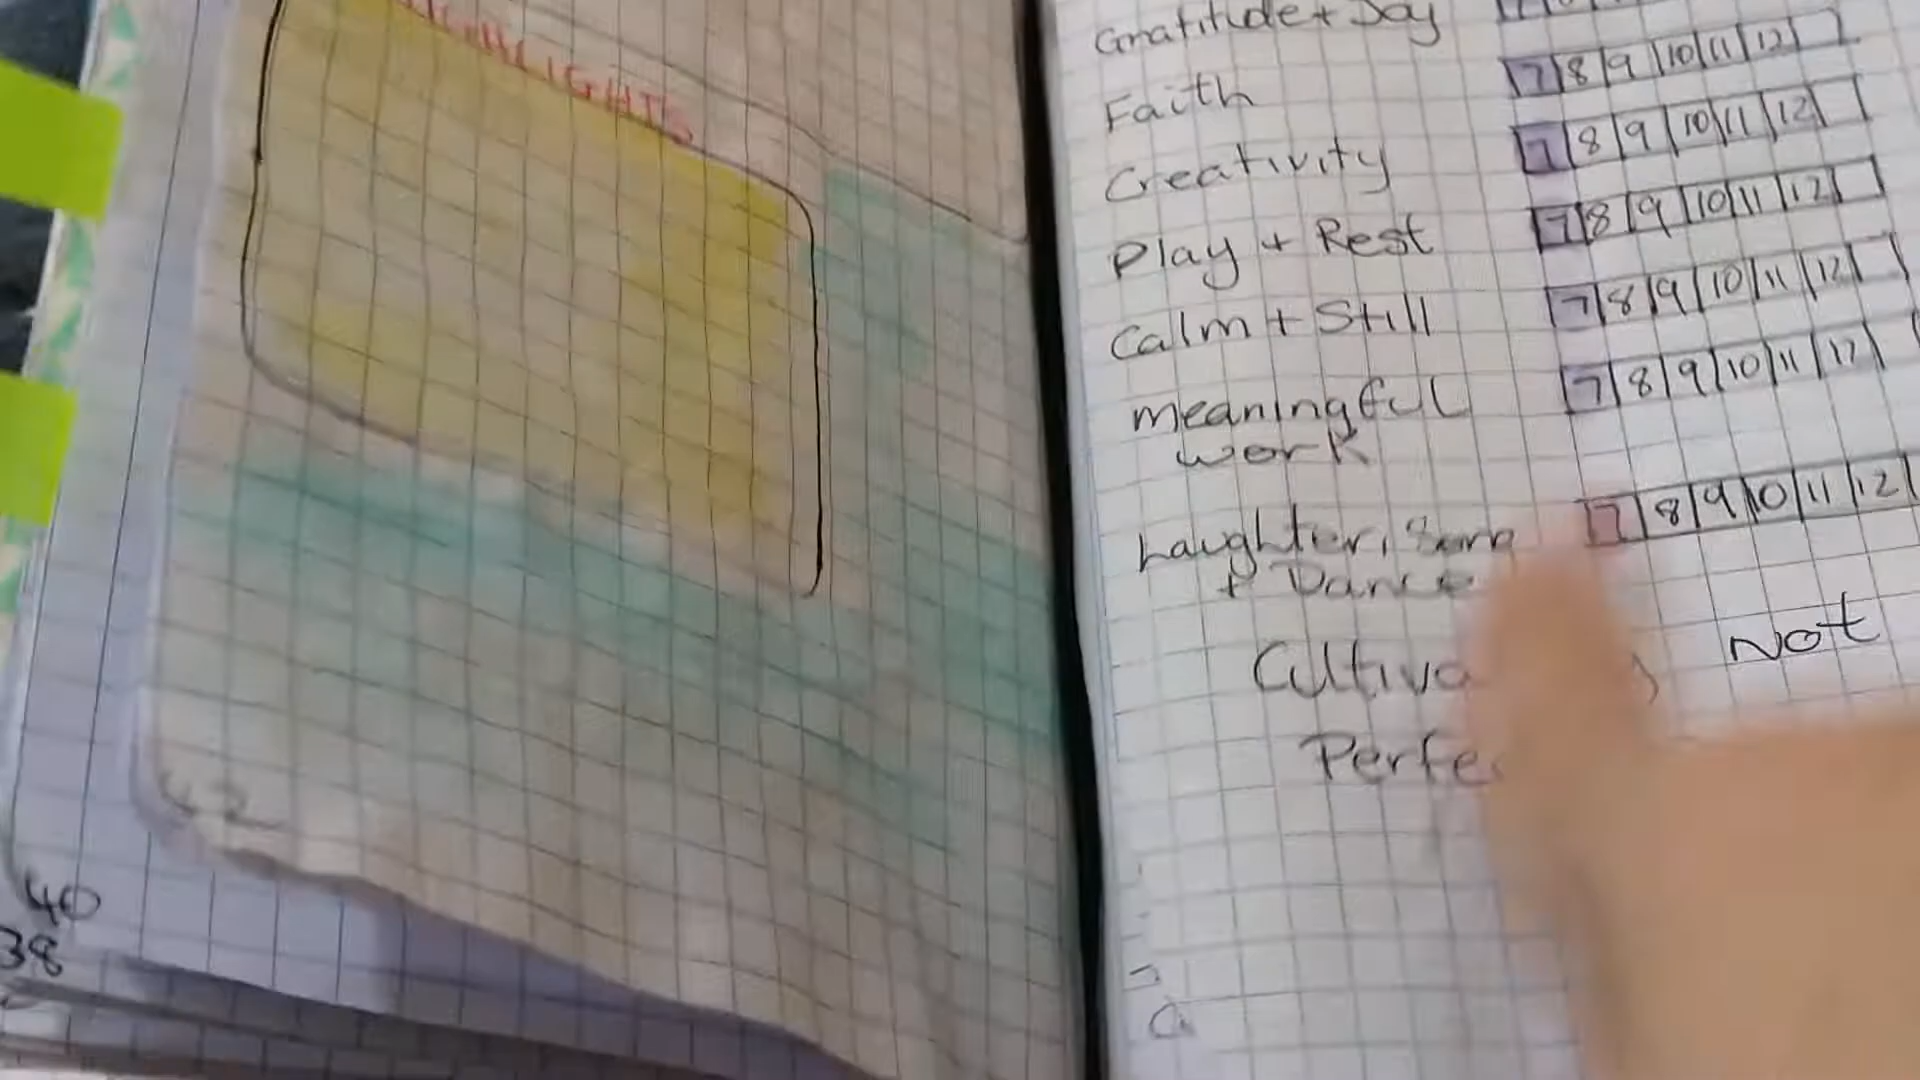 HIGHLIGHTS
42
40
38
Gratitude + Joy
Faith 7 8 9 10 11 12
Creativity 7 8 9 10 11 12
Play + Rest 7 8 9 10 11 12
Calm + Still 7 8 9 10 11 12
meaningful 7 8 9 10 11 12
work
Laughter, 7 8 9 10 11 12
+ Dance
Not